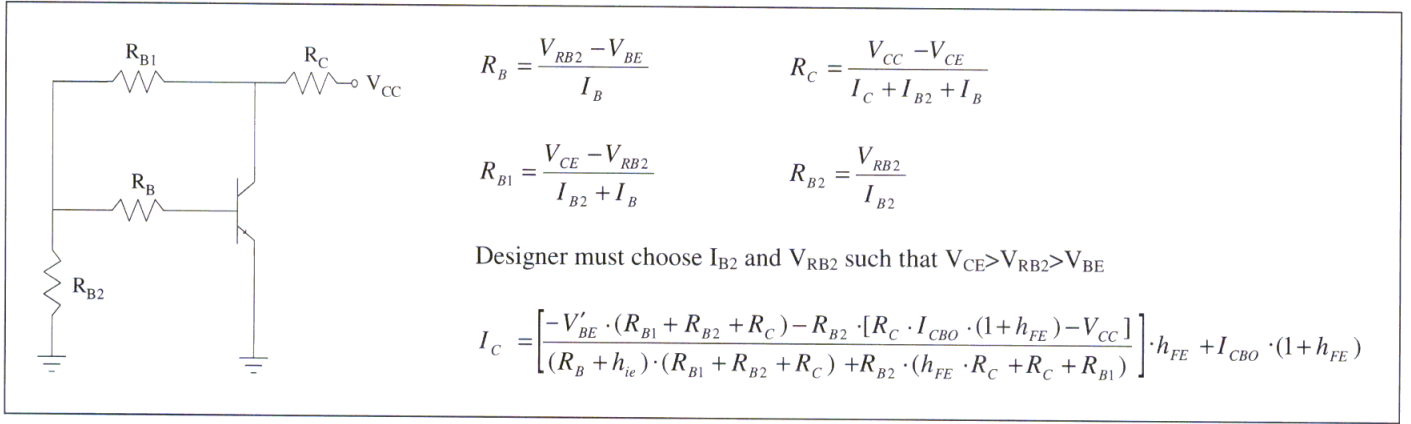 R_B1
R_C
V_CC
R_B
R_B2
R_B = (V_RB2 − V_BE) / I_B
R_C = (V_CC − V_CE) / (I_C + I_B2 + I_B)
R_B1 = (V_CE − V_RB2) / (I_B2 + I_B)
R_B2 = V_RB2 / I_B2
Designer must choose I_B2 and V_RB2 such that V_CE>V_RB2>V_BE
I_C = [(−V′_BE · (R_B1 + R_B2 + R_C) − R_B2 · [R_C · I_CBO · (1 + h_FE) − V_CC]) / ((R_B + h_ie) · (R_B1 + R_B2 + R_C) + R_B2 · (h_FE · R_C + R_C + R_B1))] · h_FE + I_CBO · (1 + h_FE)